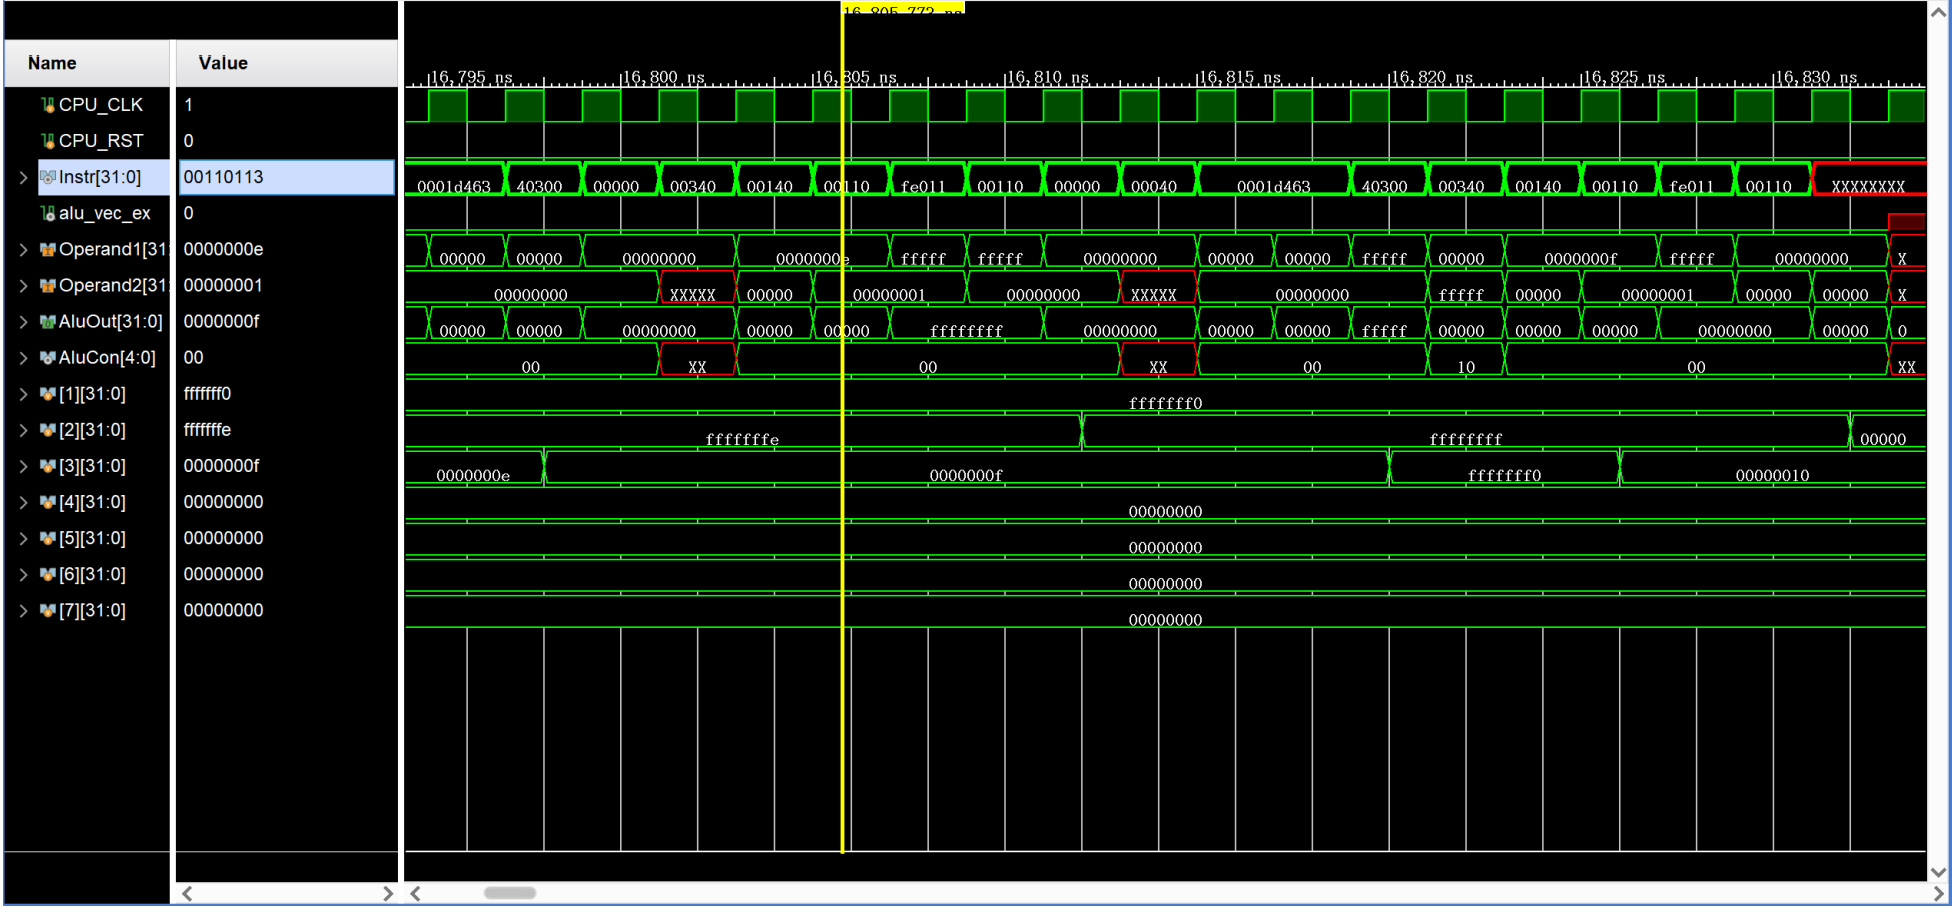 16,805.773 ns
Name Value
16,795 ns 16,800 ns 16,805 ns 16,810 ns 16,815 ns 16,820 ns 16,825 ns 16,830 ns
CPU_CLK 1
CPU_RST 0
Instr[31:0] 00110113 0001d463 40300 00000 00340 00140 00110 fe011 00110 00000 00040 0001d463 40300 00340 00140 00110 fe011 00110 XXXXXXXX
alu_vec_ex 0
Operand1[31: 0000000e 00000 00000 00000000 0000000e fffff fffff 00000000 00000 00000 fffff 00000 0000000f fffff 00000000 X
Operand2[31: 00000001 00000000 XXXXX 00000 00000001 00000000 XXXXX 00000000 fffff 00000 00000001 00000 00000 X
AluOut[31:0] 0000000f 00000 00000 00000000 00000 00000 ffffffff 00000000 00000 00000 fffff 00000 00000 00000 00000000 00000 0
AluCon[4:0] 00 00 XX 00 XX 00 10 00 XX
[1][31:0] fffffff0 fffffff0
[2][31:0] fffffffe fffffffe ffffffff 00000
[3][31:0] 0000000f 0000000e 0000000f fffffff0 00000010
[4][31:0] 00000000 00000000
[5][31:0] 00000000 00000000
[6][31:0] 00000000 00000000
[7][31:0] 00000000 00000000